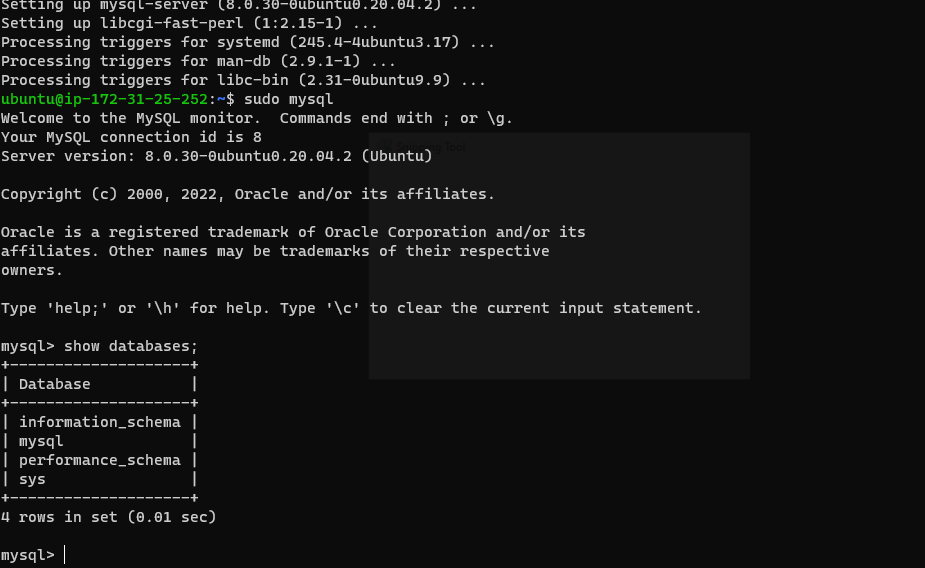 Setting up mysql-server (8.0.30-0ubuntu0.20.04.2) ...
Setting up libcgi-fast-perl (1:2.15-1) ...
Processing triggers for systemd (245.4-4ubuntu3.17) ...
Processing triggers for man-db (2.9.1-1) ...
Processing triggers for libc-bin (2.31-0ubuntu9.9) ...
ubuntu@ip-172-31-25-252:~$ sudo mysql
Welcome to the MySQL monitor.  Commands end with ; or \g.
Your MySQL connection id is 8
Server version: 8.0.30-0ubuntu0.20.04.2 (Ubuntu)
Copyright (c) 2000, 2022, Oracle and/or its affiliates.
Oracle is a registered trademark of Oracle Corporation and/or its
affiliates. Other names may be trademarks of their respective
owners.
Type 'help;' or '\h' for help. Type '\c' to clear the current input statement.
mysql> show databases;
+--------------------+
| Database           |
+--------------------+
| information_schema |
| mysql              |
| performance_schema |
| sys                |
+--------------------+
4 rows in set (0.01 sec)
mysql>